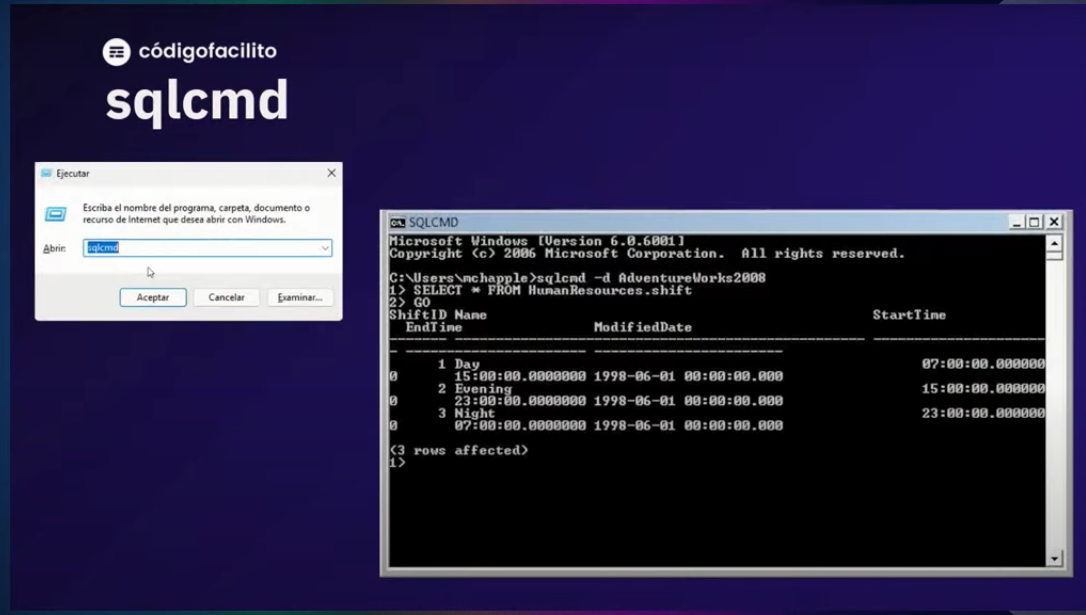 códigofacilito
sqlcmd
Ejecutar
Escriba el nombre del programa, carpeta, documento o
recurso de Internet que desea abrir con Windows.
Abrir: sqlcmd
Aceptar Cancelar Examinar...
SQLCMD
Microsoft Windows [Version 6.0.6001]
Copyright (c) 2006 Microsoft Corporation. All rights reserved.
C:\Users\mchapple>sqlcmd -d AdventureWorks2008
1> SELECT * FROM HumanResources.shift
2> GO
ShiftID Name StartTime
EndTime ModifiedDate
1 Day 07:00:00.000000
0 15:00:00.0000000 1998-06-01 00:00:00.000
2 Evening 15:00:00.000000
0 23:00:00.0000000 1998-06-01 00:00:00.000
3 Night 23:00:00.000000
0 07:00:00.0000000 1998-06-01 00:00:00.000
(3 rows affected)
1>